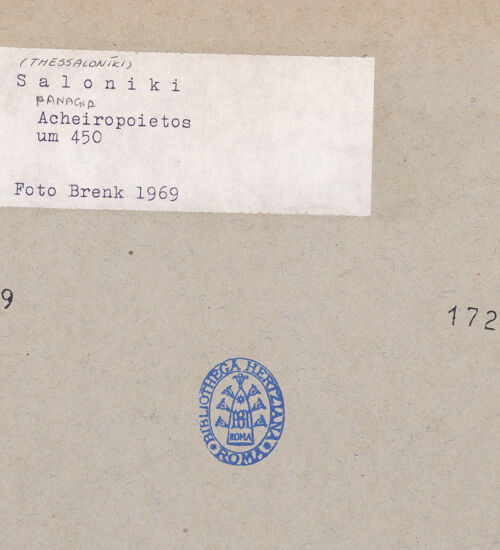 (THESSALONIKI)
Saloniki
PANAGIA
Acheiropoietos
um 450
Foto Brenk 1969
9
172
BIBLIOTHECA HERTZIANA
BH
ROMA
ROMA